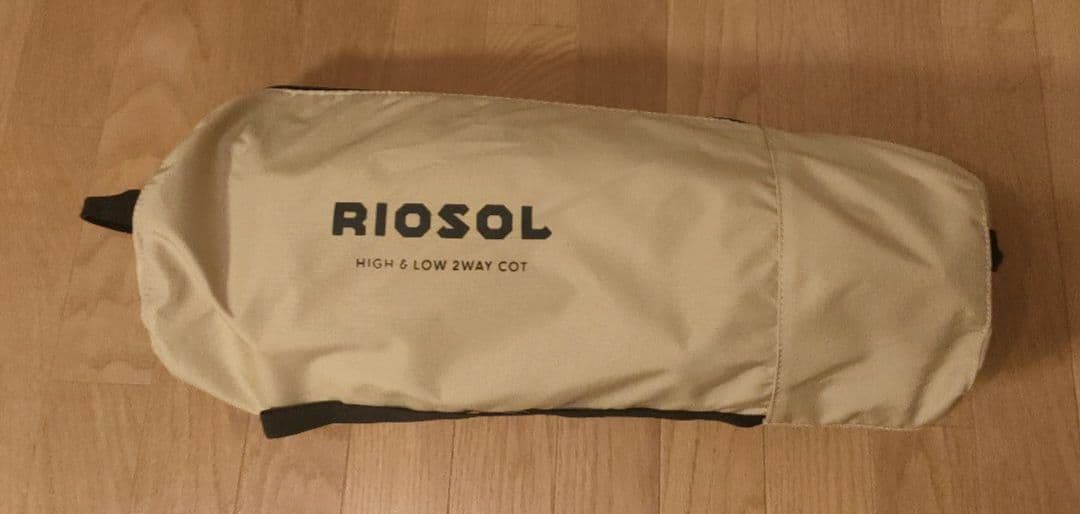 RIOSOL
HIGH & LOW 2WAY COT